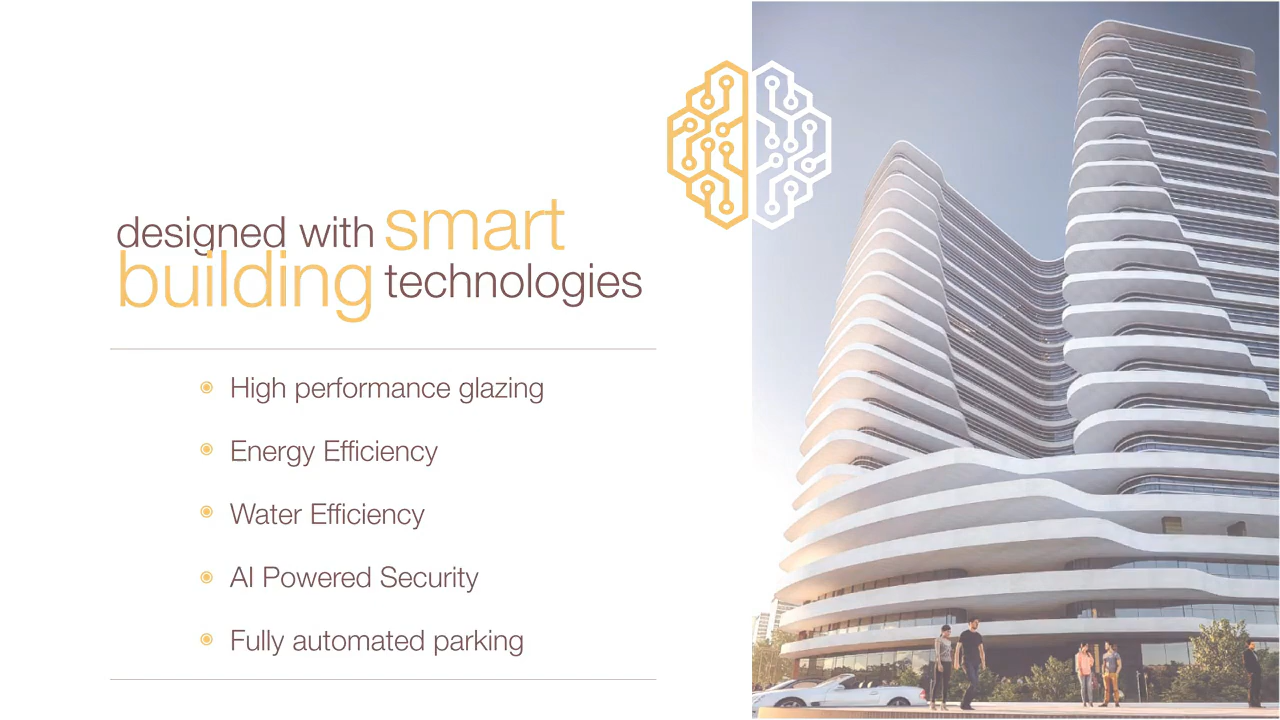 designed with smart
building technologies
High performance glazing
Energy Efficiency
Water Efficiency
AI Powered Security
Fully automated parking